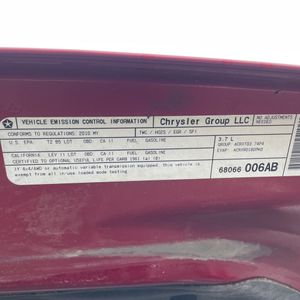 VEHICLE EMISSION CONTROL INFORMATION Chrysler Group LLC NO ADJUSTMENTS NEEDED
CONFORMS TO REGULATIONS: 2010 MY TWC / HO2S / EGR / SFI
U.S. EPA T2 B5 LDT OBD: CA II FUEL: GASOLINE 3.7 L
CALIFORNIA LEV II LDT OBD: CA II FUEL: GASOLINE GROUP:
CERTIFIED TO OPTIONAL USEFUL LIFE PER CARB 1961 (a) (8) EVAP:
If 4x4/AWD or automatic variable transmission equipped, this vehicle is
exempt from all in-use loaded mode testing
68066 006AB